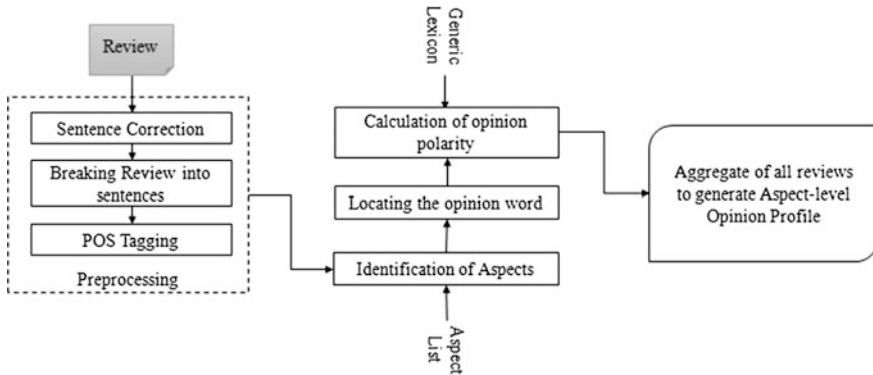 Review
Sentence Correction
Breaking Review into
sentences
POS Tagging
Preprocessing
Generic
Lexicon
Calculation of opinion
polarity
Locating the opinion word
Identification of Aspects
Aspect
List
Aggregate of all reviews
to generate Aspect-level
Opinion Profile